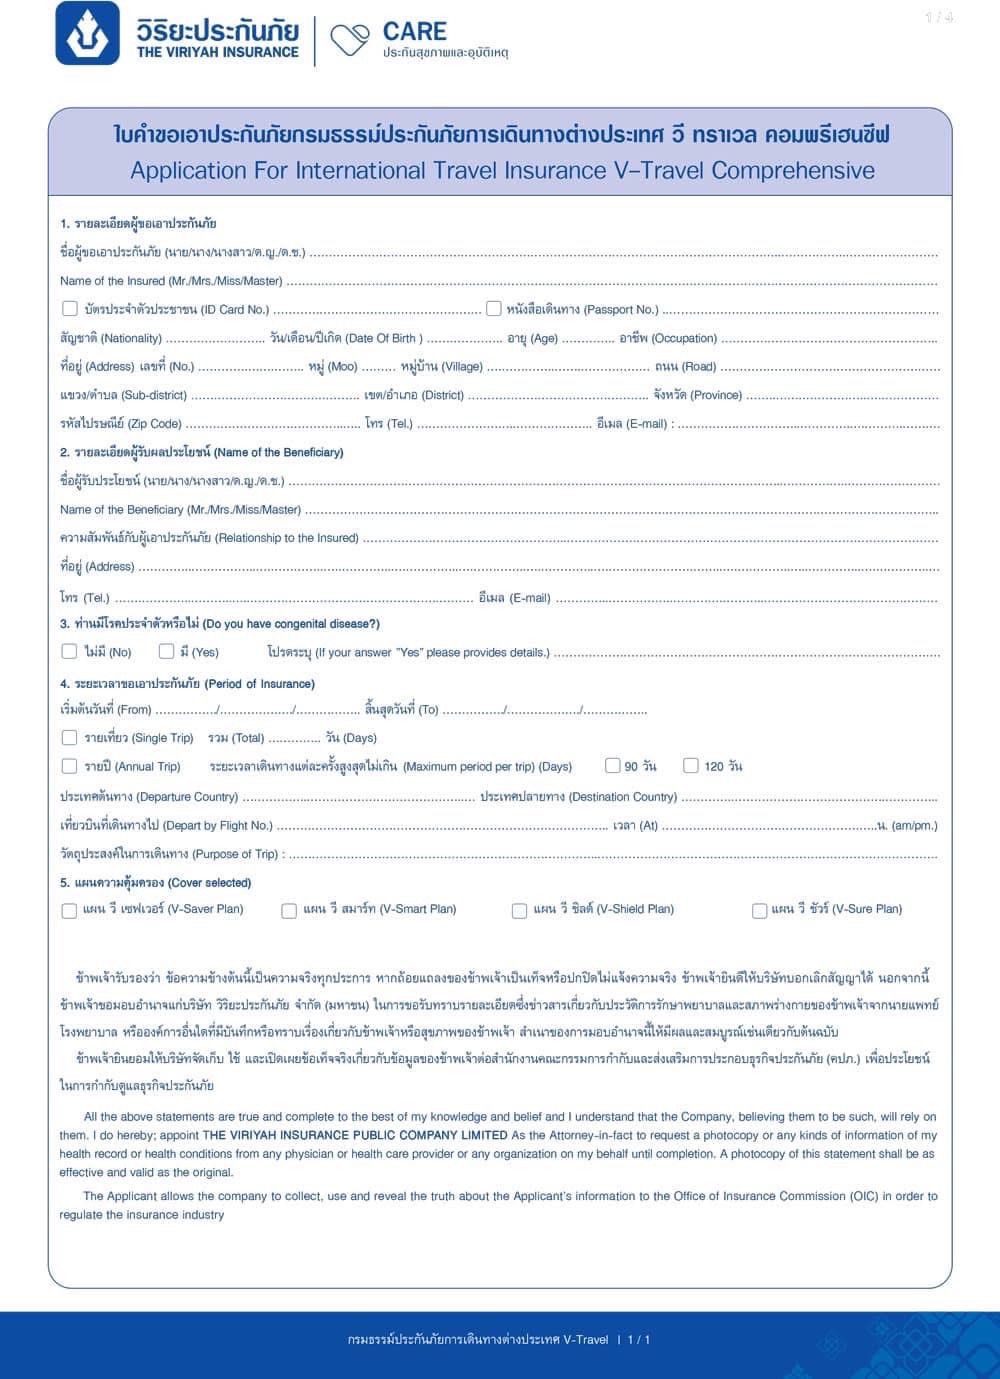 1 / 4
วิริยะประกันภัย
THE VIRIYAH INSURANCE
CARE
ประกันสุขภาพและอุบัติเหตุ
ใบคำขอเอาประกันภัยกรมธรรม์ประกันภัยการเดินทางต่างประเทศ วี ทราเวล คอมพรีเฮนซีฟ
Application For International Travel Insurance V–Travel Comprehensive
1. รายละเอียดผู้ขอเอาประกันภัย
ชื่อผู้ขอเอาประกันภัย (นาย/นาง/นางสาว/ด.ญ./ด.ช.) ........................................
Name of the Insured (Mr./Mrs./Miss/Master) ........................................
บัตรประจำตัวประชาชน (ID Card No.) .............................. หนังสือเดินทาง (Passport No.) ..............................
สัญชาติ (Nationality) .................... วัน/เดือน/ปีเกิด (Date Of Birth ) ................ อายุ (Age) ............ อาชีพ (Occupation) ..............................
ที่อยู่ (Address) เลขที่ (No.) .................... หมู่ (Moo) ......... หมู่บ้าน (Village) .............................. ถนน (Road) ..............................
แขวง/ตำบล (Sub-district) .............................. เขต/อำเภอ (District) .............................. จังหวัด (Province) ..............................
รหัสไปรษณีย์ (Zip Code) .............................. โทร (Tel.) .............................. อีเมล (E-mail) : ..............................
2. รายละเอียดผู้รับผลประโยชน์ (Name of the Beneficiary)
ชื่อผู้รับประโยชน์ (นาย/นาง/นางสาว/ด.ญ./ด.ช.) ........................................
Name of the Beneficiary (Mr./Mrs./Miss/Master) ........................................
ความสัมพันธ์กับผู้เอาประกันภัย (Relationship to the Insured) ........................................
ที่อยู่ (Address) ........................................
โทร (Tel.) ........................................ อีเมล (E-mail) ........................................
3. ท่านมีโรคประจำตัวหรือไม่ (Do you have congenital disease?)
ไม่มี (No) มี (Yes) โปรดระบุ (If your answer "Yes" please provides details.) ........................................
4. ระยะเวลาขอเอาประกันภัย (Period of Insurance)
เริ่มต้นวันที่ (From) ............../................../................ สิ้นสุดวันที่ (To) ............../................../................
รายเที่ยว (Single Trip) รวม (Total) ............. วัน (Days)
รายปี (Annual Trip) ระยะเวลาเดินทางแต่ละครั้งสูงสุดไม่เกิน (Maximum period per trip) (Days) 90 วัน 120 วัน
ประเทศต้นทาง (Departure Country) ........................................ ประเทศปลายทาง (Destination Country) ........................................
เที่ยวบินที่เดินทางไป (Depart by Flight No.) ........................................ เวลา (At) ........................................น. (am/pm.)
วัตถุประสงค์ในการเดินทาง (Purpose of Trip) : ........................................
5. แผนความคุ้มครอง (Cover selected)
แผน วี เซฟเวอร์ (V-Saver Plan) แผน วี สมาร์ท (V-Smart Plan) แผน วี ชิลด์ (V-Shield Plan) แผน วี ชัวร์ (V-Sure Plan)
ข้าพเจ้ารับรองว่า ข้อความข้างต้นนี้เป็นความจริงทุกประการ หากถ้อยแถลงของข้าพเจ้าเป็นเท็จหรือปกปิดไม่แจ้งความจริง ข้าพเจ้ายินดีให้บริษัทบอกเลิกสัญญาได้ นอกจากนี้
ข้าพเจ้าขอมอบอำนาจแก่บริษัท วิริยะประกันภัย จำกัด (มหาชน) ในการขอรับทราบรายละเอียดซึ่งข่าวสารเกี่ยวกับประวัติการรักษาพยาบาลและสภาพร่างกายของข้าพเจ้าจากนายแพทย์
โรงพยาบาล หรือองค์การอื่นใดที่มีบันทึกหรือทราบเรื่องเกี่ยวกับข้าพเจ้าหรือสุขภาพของข้าพเจ้า สำเนาของการมอบอำนาจนี้ให้มีผลและสมบูรณ์เช่นเดียวกับต้นฉบับ
ข้าพเจ้ายินยอมให้บริษัทจัดเก็บ ใช้ และเปิดเผยข้อเท็จจริงเกี่ยวกับข้อมูลของข้าพเจ้าต่อสำนักงานคณะกรรมการกำกับและส่งเสริมการประกอบธุรกิจประกันภัย (คปภ.) เพื่อประโยชน์
ในการกำกับดูแลธุรกิจประกันภัย
All the above statements are true and complete to the best of my knowledge and belief and I understand that the Company, believing them to be such, will rely on
them. I do hereby; appoint THE VIRIYAH INSURANCE PUBLIC COMPANY LIMITED As the Attorney-in-fact to request a photocopy or any kinds of information of my
health record or health conditions from any physician or health care provider or any organization on my behalf until completion. A photocopy of this statement shall be as
effective and valid as the original.
The Applicant allows the company to collect, use and reveal the truth about the Applicant's information to the Office of Insurance Commission (OIC) in order to
regulate the insurance industry
กรมธรรม์ประกันภัยการเดินทางต่างประเทศ V-Travel | 1 / 1